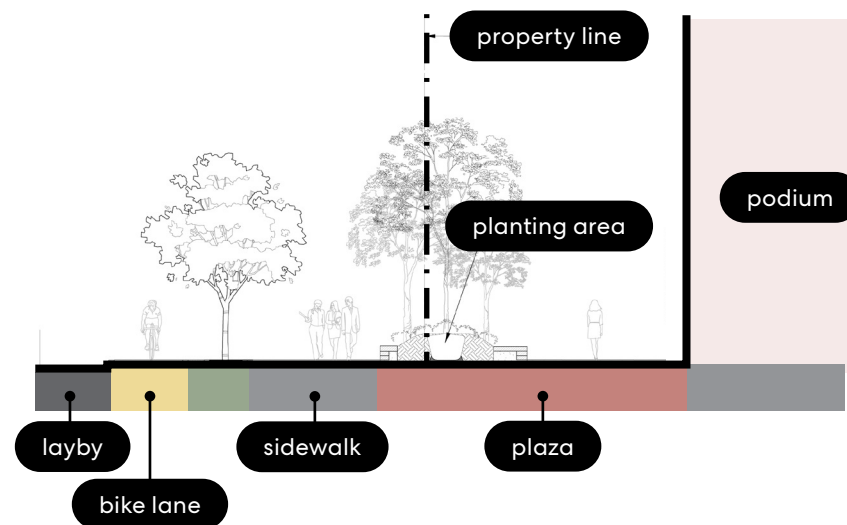 property line
podium
planting area
layby
sidewalk
plaza
bike lane